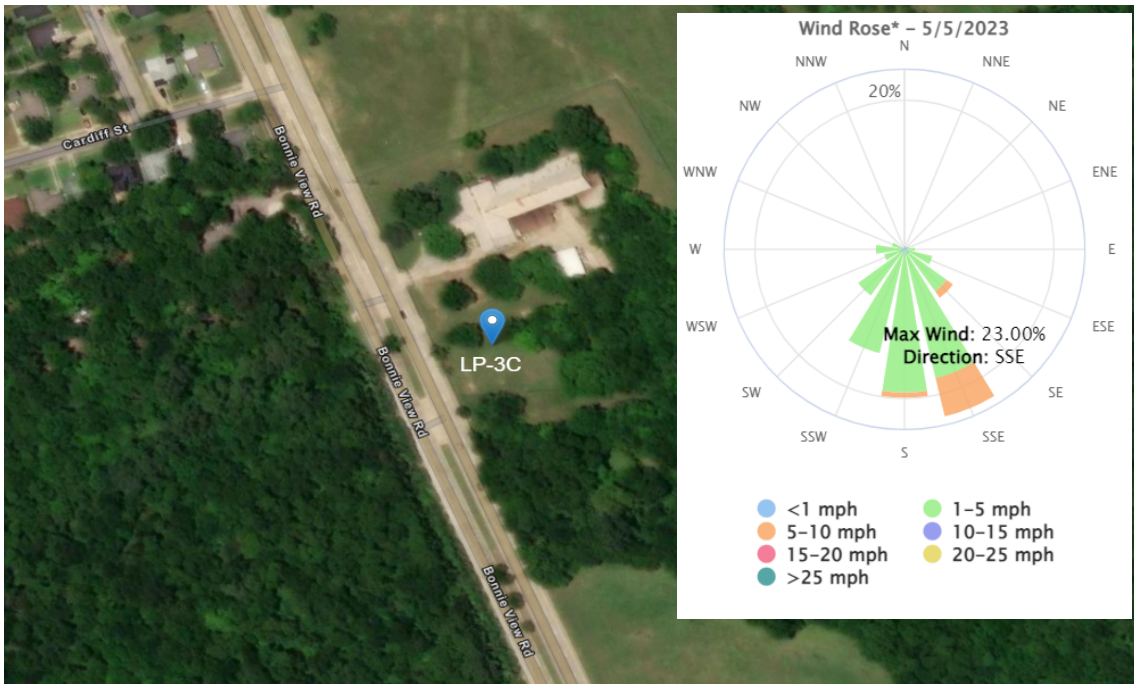 Cardiff St
Bonnie View Rd
LP-3C
Bonnie View Rd
Bonnie View Rd
Wind Rose* – 5/5/2023
N
NNW
NNE
20%
NW
NE
WNW
ENE
W
E
WSW
ESE
Max Wind: 23.00%
Direction: SSE
SW
SE
SSW
SSE
S
<1 mph
1–5 mph
5–10 mph
10–15 mph
15–20 mph
20–25 mph
>25 mph